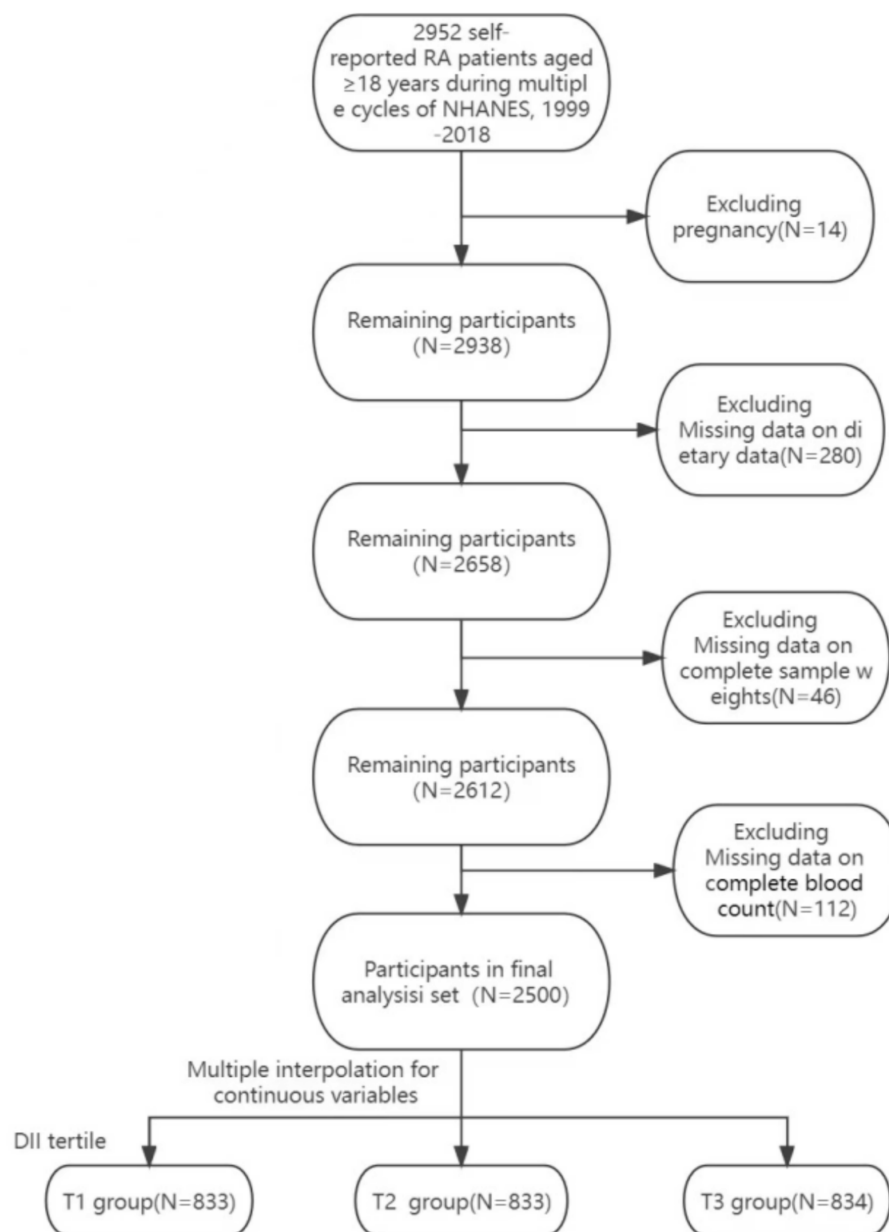 2952 self-
reported RA patients aged
≥18 years during multipl
e cycles of NHANES, 1999
-2018
Excluding
pregnancy(N=14)
Remaining participants
(N=2938)
Excluding
Missing data on di
etary data(N=280)
Remaining participants
(N=2658)
Excluding
Missing data on
complete sample w
eights(N=46)
Remaining participants
(N=2612)
Excluding
Missing data on
complete blood
count(N=112)
Participants in final
analysisi set (N=2500)
Multiple interpolation for
continuous variables
DII tertile
T1 group(N=833)
T2 group(N=833)
T3 group(N=834)